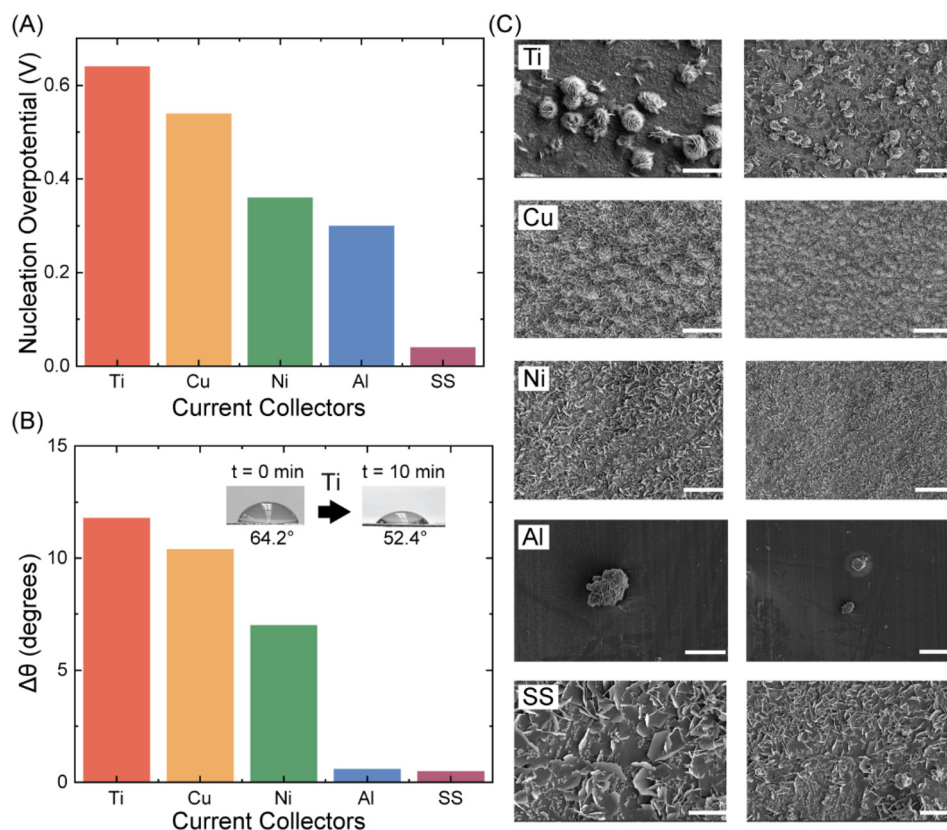 (A)
Nucleation Overpotential (V)
0.6
0.4
0.2
0.0
Ti Cu Ni Al SS
Current Collectors
(B)
Δθ (degrees)
15
10
5
0
t = 0 min Ti t = 10 min
64.2° 52.4°
Ti Cu Ni Al SS
Current Collectors
(C)
Ti
Cu
Ni
Al
SS